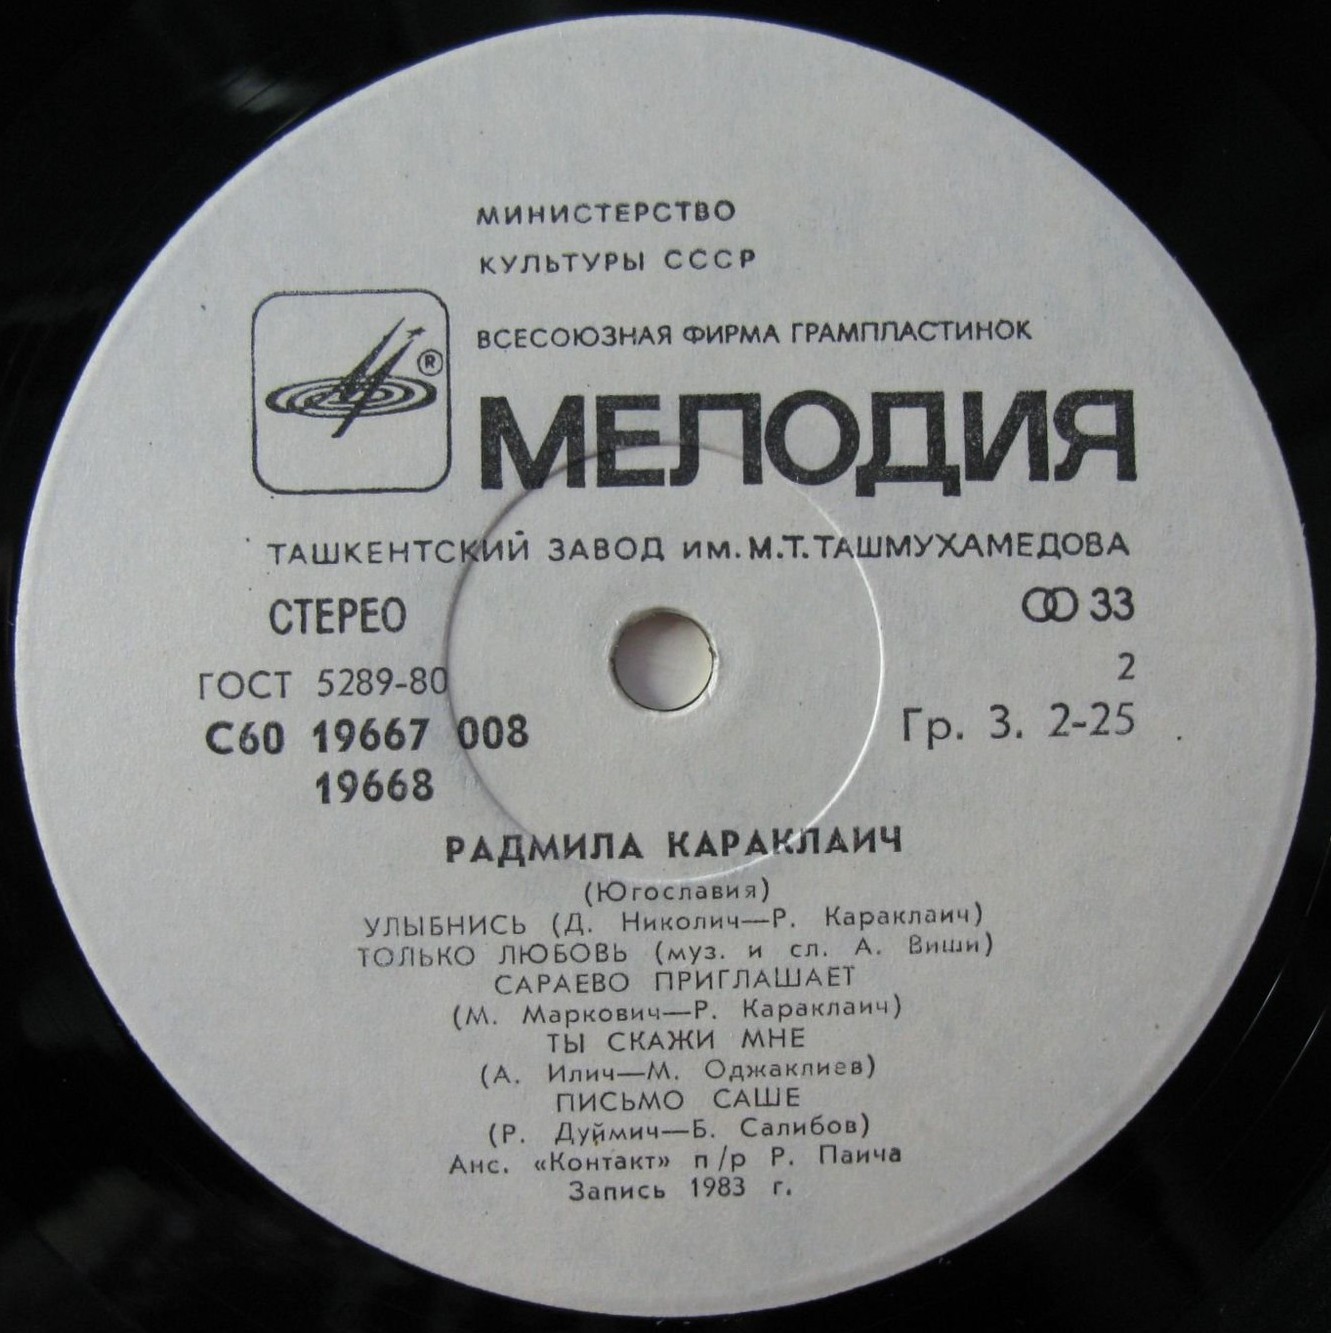 МИНИСТЕРСТВО
КУЛЬТУРЫ СССР
ВСЕСОЮЗНАЯ ФИРМА ГРАМПЛАСТИНОК
®
МЕЛОДИЯ
ТАШКЕНТСКИЙ ЗАВОД им. М.Т. ТАШМУХАМЕДОВА
СТЕРЕО
33
ГОСТ 5289-80
2
С60 19667 008
Гр. 3. 2-25
19668
РАДМИЛА КАРАКЛАИЧ
(Югославия)
УЛЫБНИСЬ (Д. Николич—Р. Караклаич)
ТОЛЬКО ЛЮБОВЬ (муз. и сл. А. Виши)
САРАЕВО ПРИГЛАШАЕТ
(М. Маркович—Р. Караклаич)
ТЫ СКАЖИ МНЕ
(А. Илич—М. Оджаклиев)
ПИСЬМО САШЕ
(Р. Дуймич—Б. Салибов)
Анс. «Контакт» п/р Р. Паича
Запись 1983 г.